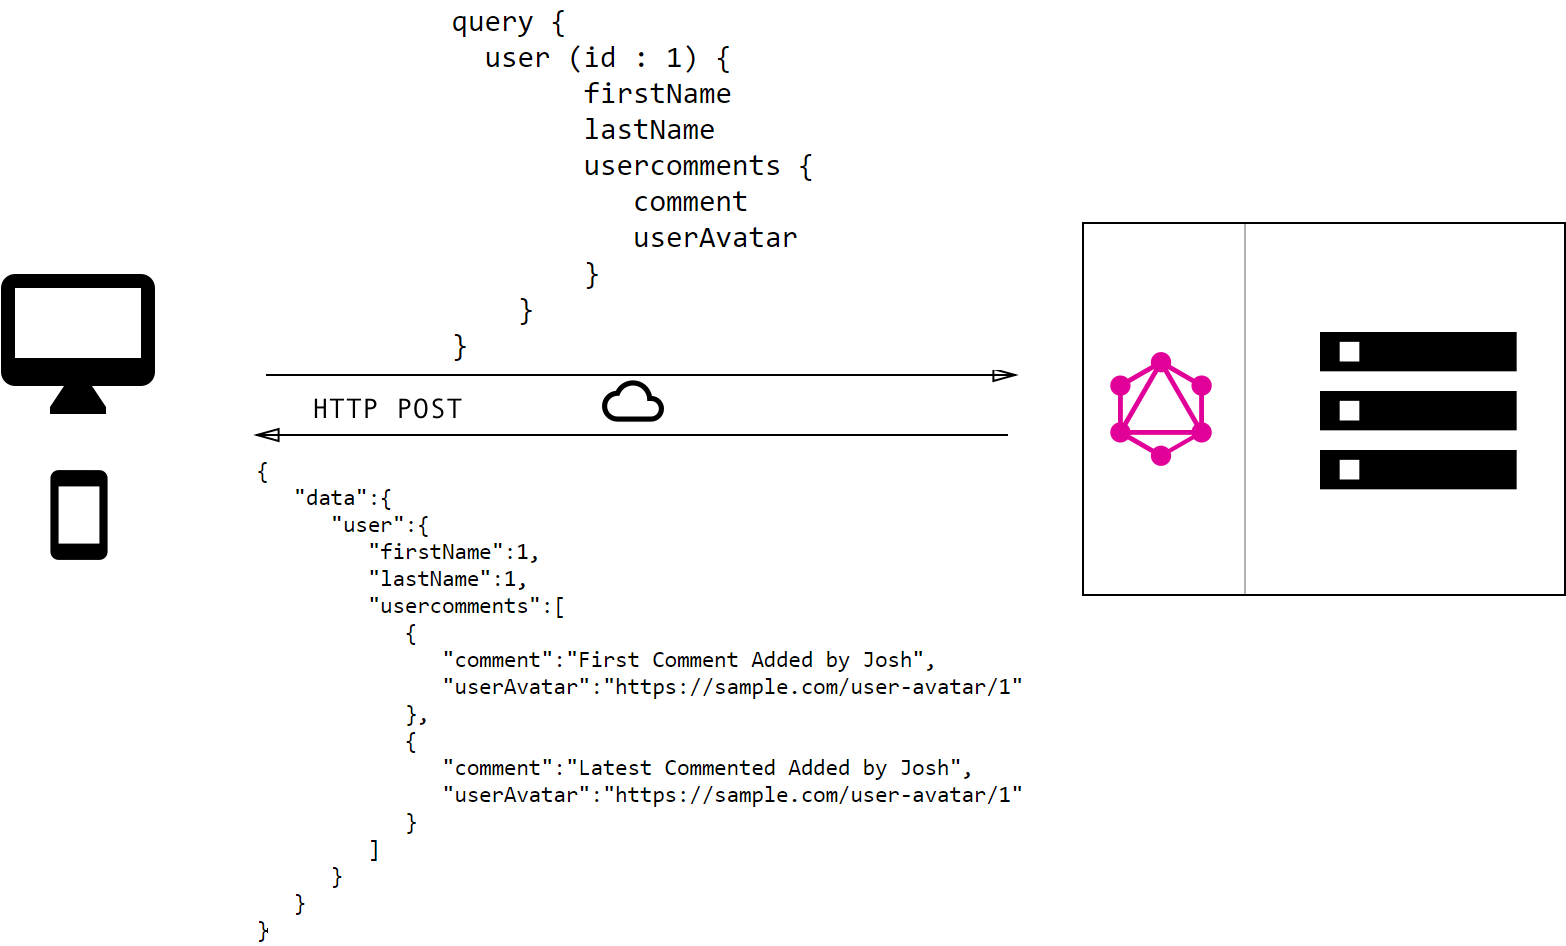 query {
user (id : 1) {
firstName
lastName
usercomments {
comment
userAvatar
}
}
}
HTTP POST
{
"data":{
"user":{
"firstName":1,
"lastName":1,
"usercomments":[
{
"comment":"First Comment Added by Josh",
"userAvatar":"https://sample.com/user-avatar/1"
},
{
"comment":"Latest Commented Added by Josh",
"userAvatar":"https://sample.com/user-avatar/1"
}
]
}
}
}